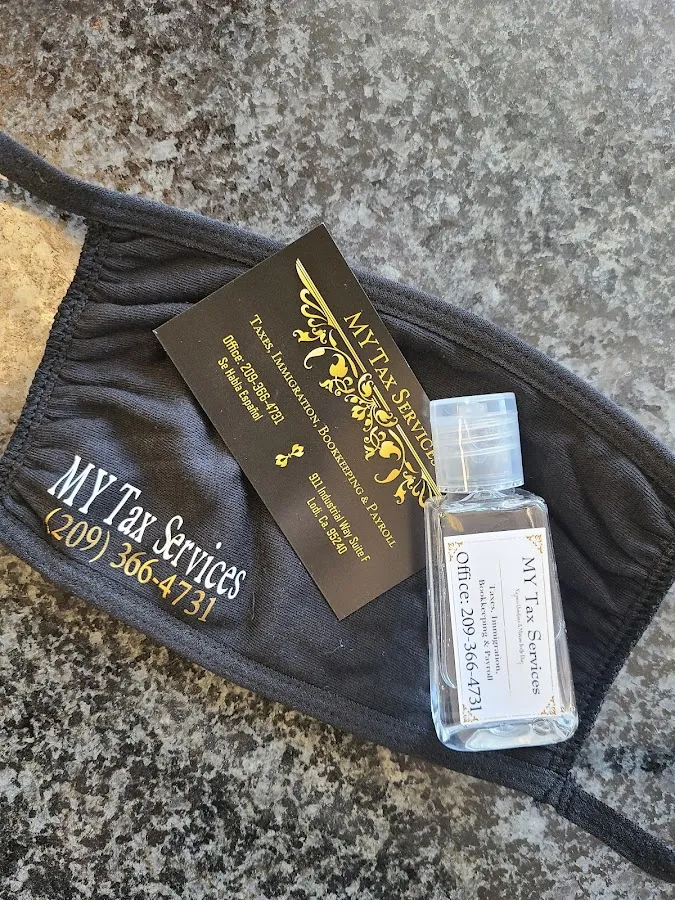 MY Tax Services
(209) 366-4731
MY Tax Services
Taxes, Immigration, Bookkeeping & Payroll
Office: 209-366-4731
Se Habla Español
911 Industrial Way Suite F
Lodi, Ca. 95240
MY Tax Services
Taxes, Immigration,
Bookkeeping & Payroll
Office: 209-366-4731